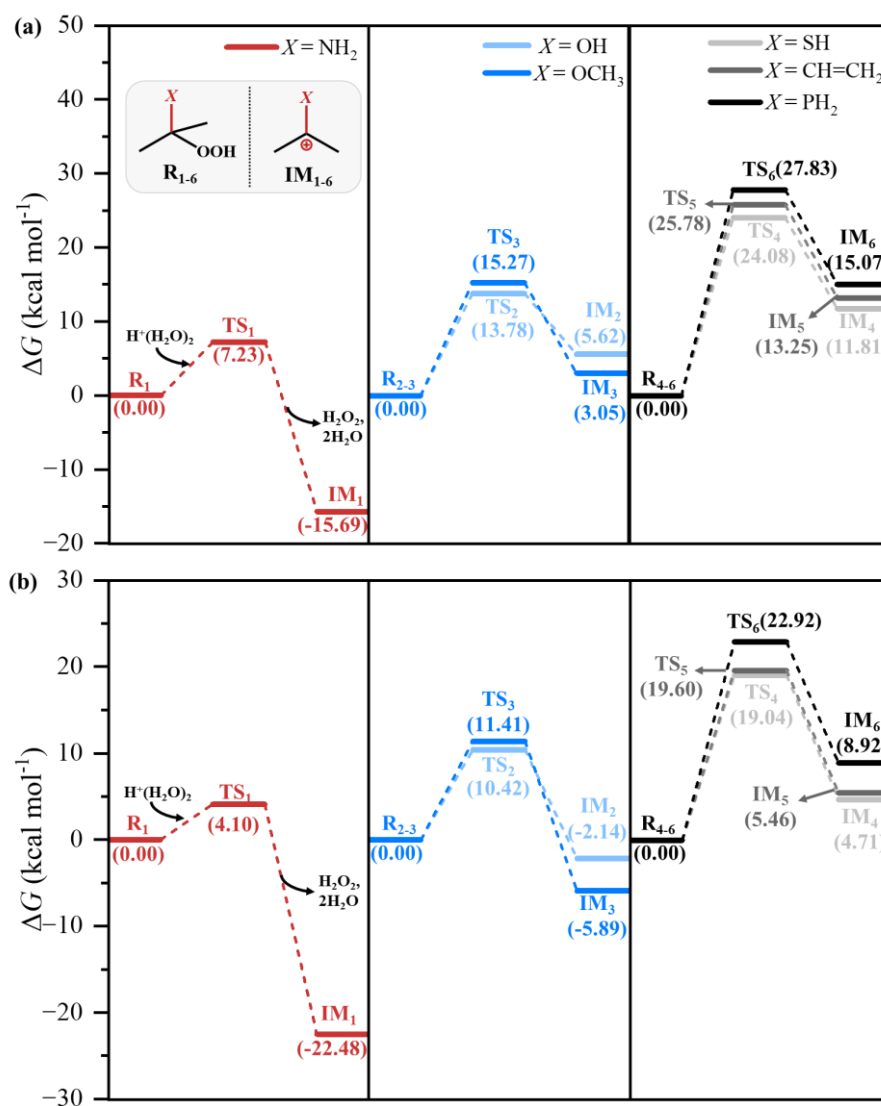 (a)
50
40
30
20
10
0
−10
−20
ΔG (kcal mol⁻¹)
X = NH₂
X
OOH
R₁₋₆
X
⊕
IM₁₋₆
H⁺(H₂O)₂
TS₁
(7.23)
R₁
(0.00)
H₂O₂,
2H₂O
IM₁
(-15.69)
X = OH
X = OCH₃
TS₃
(15.27)
TS₂
(13.78)
IM₂
(5.62)
R₂₋₃
(0.00)
IM₃
(3.05)
X = SH
X = CH=CH₂
X = PH₂
TS₆(27.83)
TS₅
(25.78)
TS₄
(24.08)
IM₆
(15.07)
IM₅
(13.25)
IM₄
(11.81)
R₄₋₆
(0.00)
(b)
30
20
10
0
−10
−20
−30
ΔG (kcal mol⁻¹)
H⁺(H₂O)₂
TS₁
(4.10)
R₁
(0.00)
H₂O₂,
2H₂O
IM₁
(-22.48)
TS₃
(11.41)
TS₂
(10.42)
IM₂
(-2.14)
R₂₋₃
(0.00)
IM₃
(-5.89)
TS₆(22.92)
TS₅
(19.60)
TS₄
(19.04)
IM₆
(8.92)
IM₅
(5.46)
IM₄
(4.71)
R₄₋₆
(0.00)